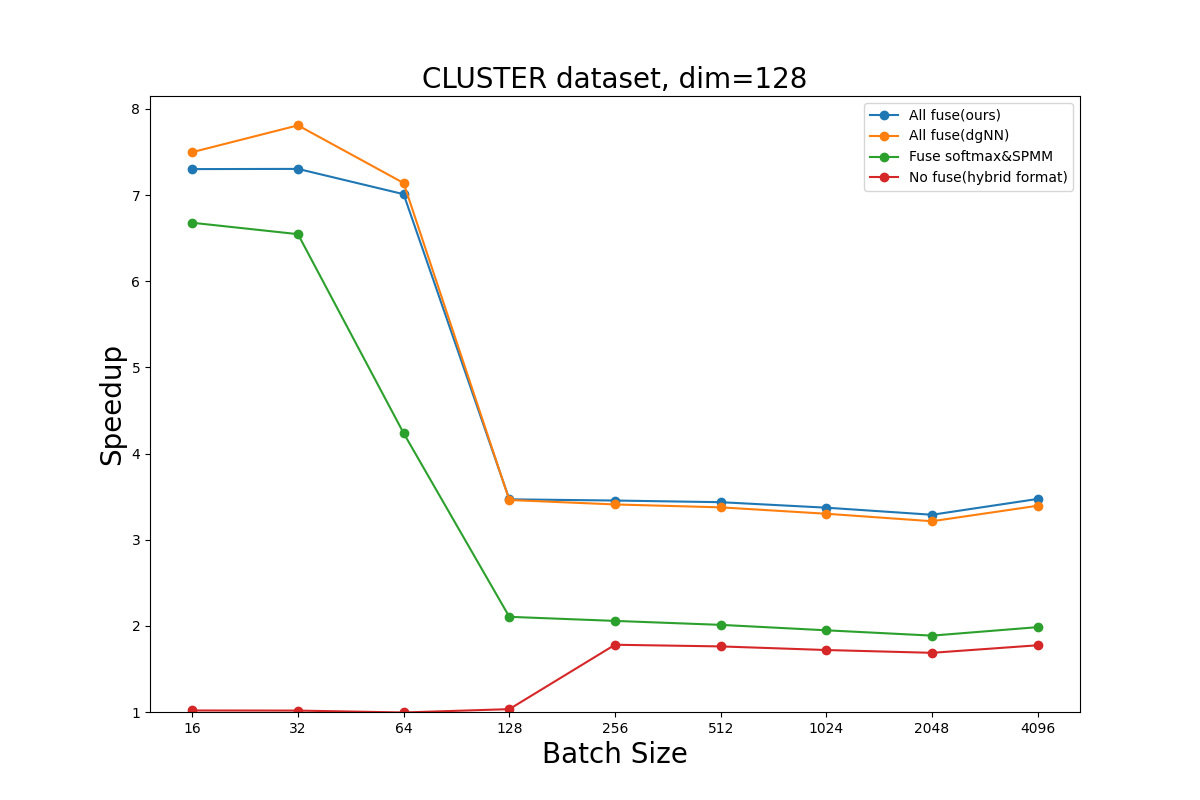 CLUSTER dataset, dim=128
All fuse(ours)
All fuse(dgNN)
Fuse softmax&SPMM
No fuse(hybrid format)
Speedup
8
7
6
5
4
3
2
1
16 32 64 128 256 512 1024 2048 4096
Batch Size